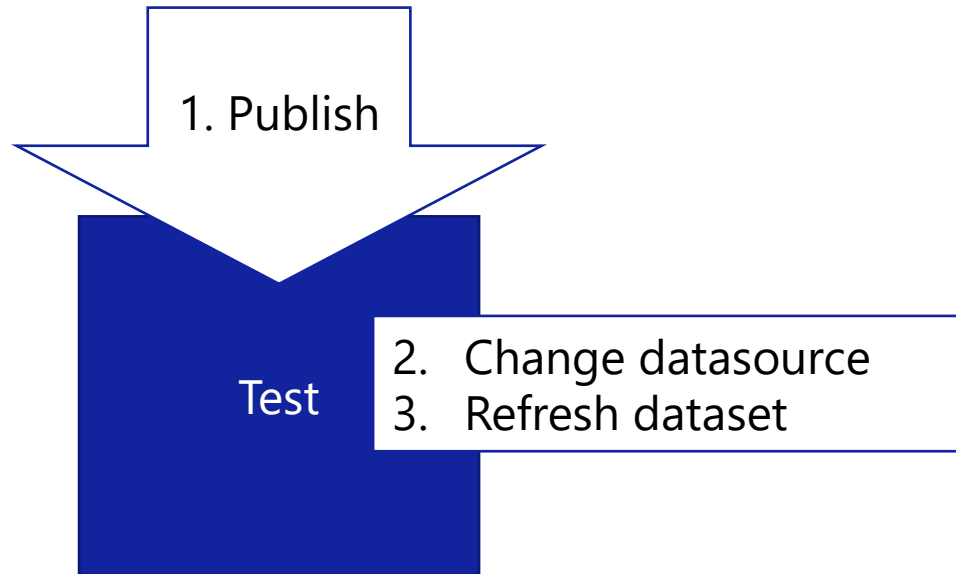 1. Publish
2. Change datasource
3. Refresh dataset
Test